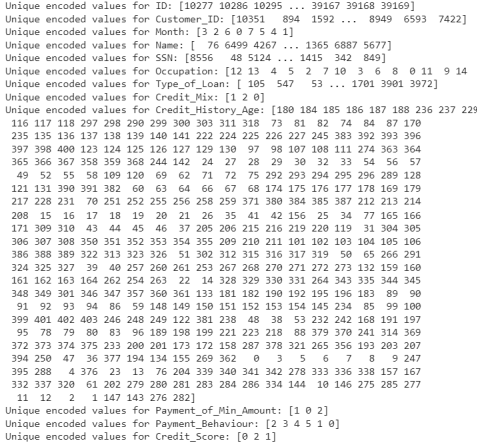 Unique encoded values for ID: [10277 10286 10295 ... 39167 39168 39169]
Unique encoded values for Customer_ID: [10351   894  1592 ...  8949  6593  7422]
Unique encoded values for Month: [3 2 6 0 7 5 4 1]
Unique encoded values for Name: [  76 6499 4267 ... 1365 6887 5677]
Unique encoded values for SSN: [8556   48 5124 ... 1415  342  849]
Unique encoded values for Occupation: [12 13  4  5  2  7 10  3  6  8  0 11  9 14
Unique encoded values for Type_of_Loan: [ 105  547   53 ... 1701 3901 3972]
Unique encoded values for Credit_Mix: [1 2 0]
Unique encoded values for Credit_History_Age: [180 184 185 186 187 188 236 237 229
116 117 118 297 298 290 299 300 303 311 318  73  81  82  74  84  87 170
235 135 136 137 138 139 140 141 222 224 225 226 227 245 383 392 393 396
397 398 400 123 124 125 126 127 129 130  97  98 107 108 111 274 363 364
365 366 367 358 359 368 244 142  24  27  28  29  30  32  33  54  56  57
49  52  55  58 109 120  69  62  71  72  75 292 293 294 295 296 289 128
121 131 390 391 382  60  63  64  66  67  68 174 175 176 177 178 169 179
217 228 231  70 251 252 255 256 258 259 371 380 384 385 387 212 213 214
208  15  16  17  18  19  20  21  26  35  41  42 156  25  34  77 165 166
171 309 310  43  44  45  46  37 205 206 215 216 219 220 119  31 304 305
306 307 308 350 351 352 353 354 355 209 210 211 101 102 103 104 105 106
386 388 389 322 313 323 326  51 302 312 315 316 317 319  50  65 266 291
324 325 327  39  40 257 260 261 253 267 268 270 271 272 273 132 159 160
161 162 163 164 262 254 263  22  14 328 329 330 331 264 343 335 344 345
348 349 301 346 347 357 360 361 133 181 182 190 192 195 196 183  89  90
91  92  93  94  86  59 148 149 150 151 152 153 154 145 234  85  99 100
399 401 402 403 246 248 249 122 381 238  48  38  53 232 242 168 191 197
95  78  79  80  83  96 189 198 199 221 223 218  88 379 370 241 314 369
372 373 374 375 233 200 201 173 172 158 287 378 321 265 356 193 203 207
394 250  47  36 377 194 134 155 269 362   0   3   5   6   7   8   9 247
395 288   4 376  23  13  76 204 339 340 341 342 278 333 336 338 157 167
332 337 320  61 202 279 280 281 283 284 286 334 144  10 146 275 285 277
11  12   2   1 147 143 276 282]
Unique encoded values for Payment_of_Min_Amount: [1 0 2]
Unique encoded values for Payment_Behaviour: [2 3 4 5 1 0]
Unique encoded values for Credit_Score: [0 2 1]